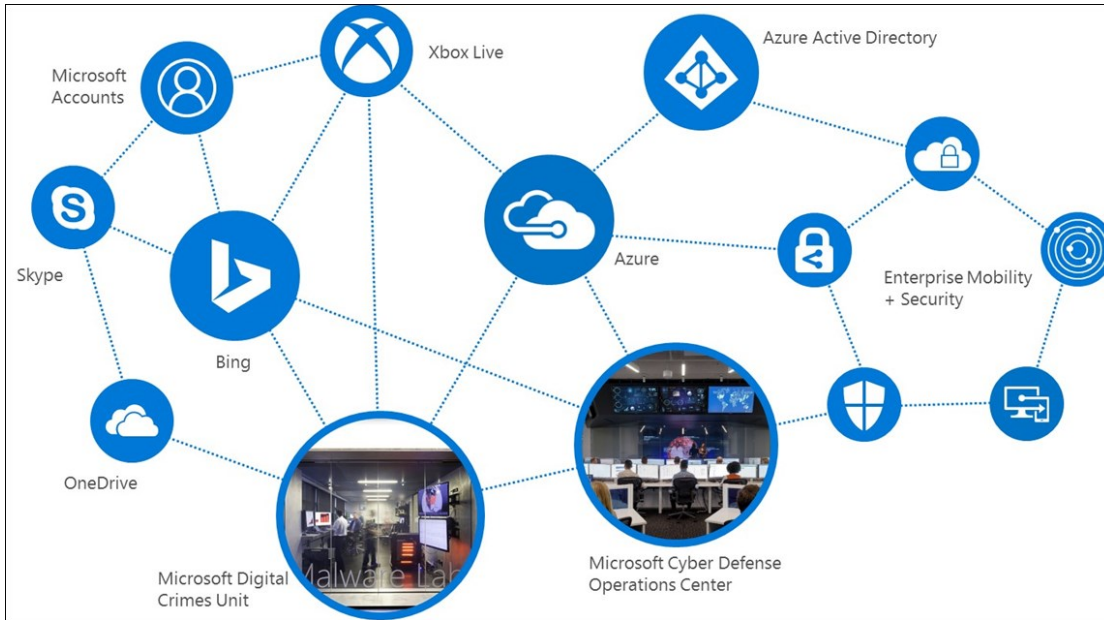 Xbox Live
Azure Active Directory
Microsoft
Accounts
Skype
Azure
Enterprise Mobility
+ Security
Bing
OneDrive
Malware Lab
Microsoft Digital
Crimes Unit
Microsoft Cyber Defense
Operations Center